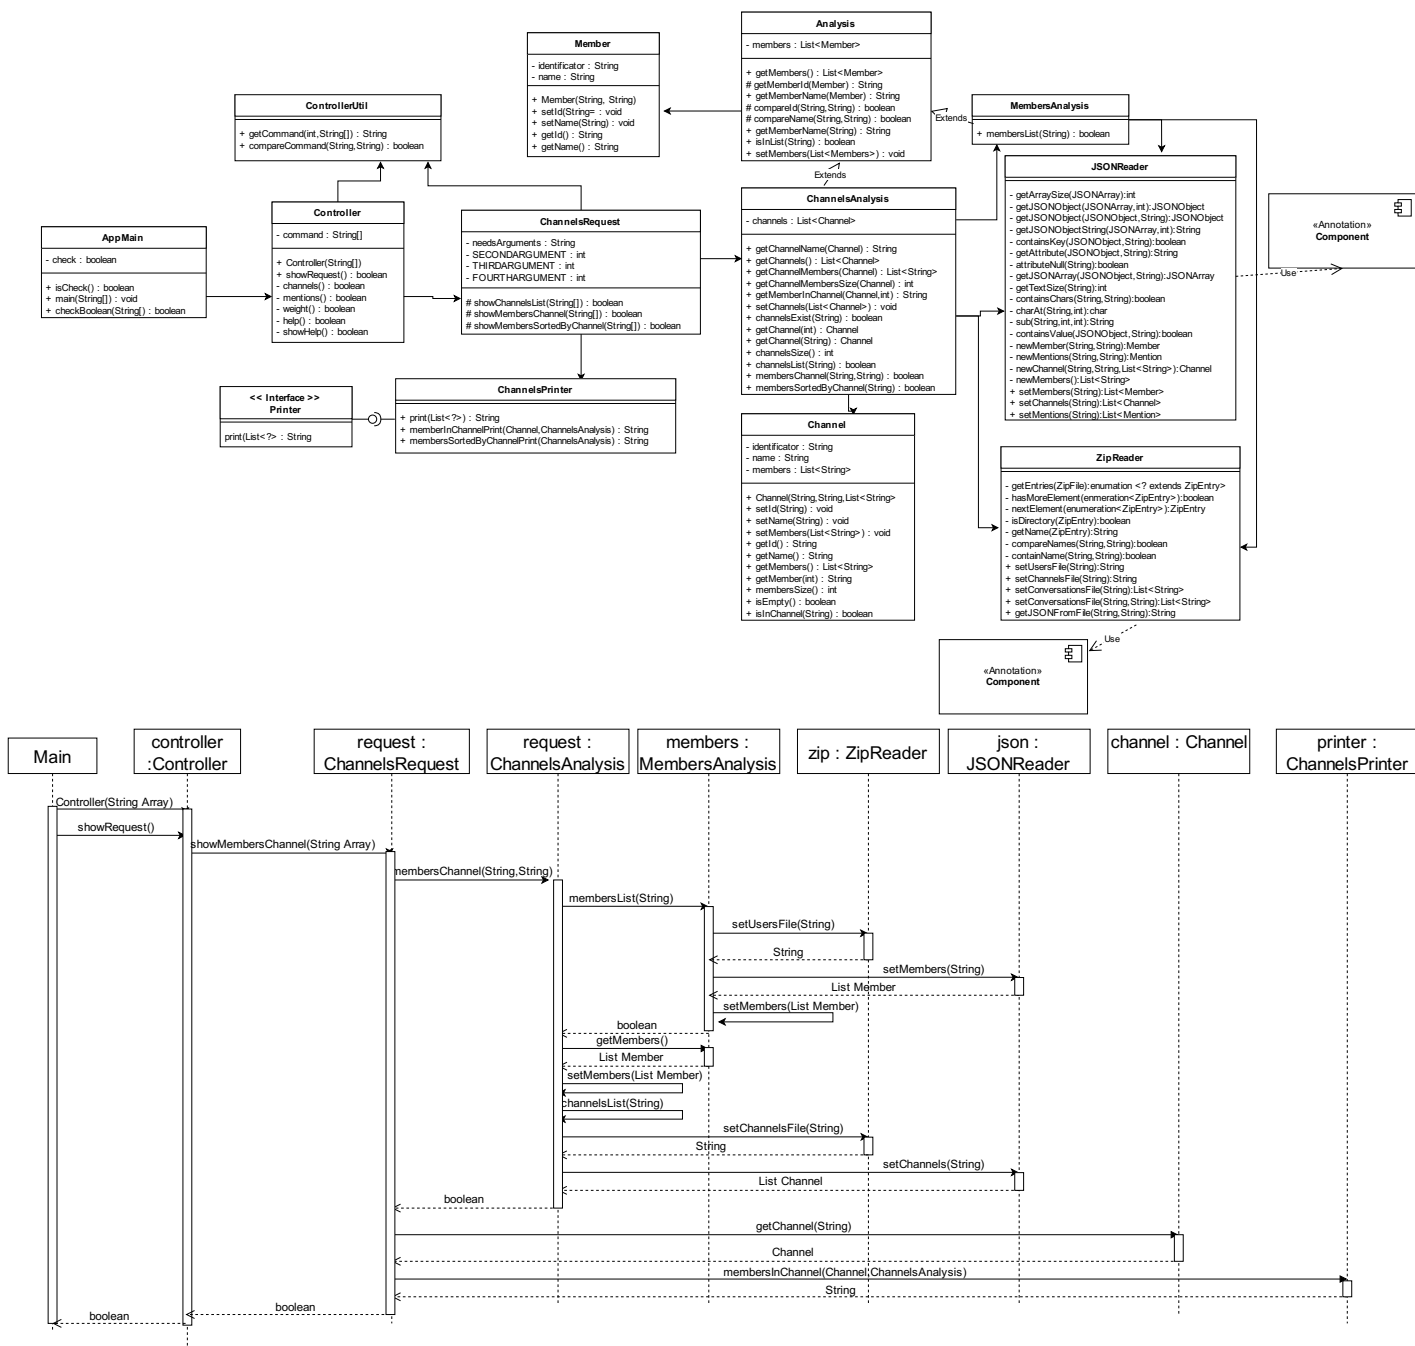 Analysis
- members : List<Member>
+ getMembers() : List<Member>
# getMemberId(Member) : String
+ getMemberName(Member) : String
# compareId(String,String) : boolean
# compareName(String,String) : boolean
+ getMemberName(String) : String
+ isInList(String) : boolean
+ setMembers(List<Members>) : void
Member
- identificator : String
- name : String
+ Member(String, String)
+ setId(String= : void
+ setName(String) : void
+ getId() : String
+ getName() : String
ControllerUtil
+ getCommand(int,String[]) : String
+ compareCommand(String,String) : boolean
MembersAnalysis
+ membersList(String) : boolean
Extends
Extends
JSONReader
- getArraySize(JSONArray):int
- getJSONObject(JSONArray,int):JSONObject
- getJSONObject(JSONObject,String):JSONObject
- getJSONObjectString(JSONArray,int):String
- containsKey(JSONObject,String):boolean
- getAttribute(JSONObject,String):String
- attributeNull(String):boolean
- getJSONArray(JSONObject,String):JSONArray
- getTextSize(String):int
- containsChars(String,String):boolean
- charAt(String,int):char
- sub(String,int,int):String
- containsValue(JSONObject,String):boolean
- newMember(String,String):Member
- newMentions(String,String):Mention
- newChannel(String,String,List<String>):Channel
- newMembers():List<String>
+ setMembers(String):List<Member>
+ setChannels(String):List<Channel>
+ setMentions(String):List<Mention>
«Annotation»
Component
Use
AppMain
- check : boolean
+ isCheck() : boolean
+ main(String[]) : void
+ checkBoolean(String[) : boolean
Controller
- command : String[]
+ Controller(String[])
+ showRequest() : boolean
- channels() : boolean
- mentions() : boolean
- weight() : boolean
- help() : boolean
- showHelp() : boolean
ChannelsRequest
- needsArguments : String
- SECONDARGUMENT : int
- THIRDARGUMENT : int
- FOURTHARGUMENT : int
# showChannelsList(String[]) : boolean
# showMembersChannel(String[]) : boolean
# showMembersSortedByChannel(String[]) : boolean
ChannelsAnalysis
- channels : List<Channel>
+ getChannelName(Channel) : String
+ getChannels() : List<Channel>
+ getChannelMembers(Channel) : List<String>
+ getChannelMembersSize(Channel) : int
+ getMemberInChannel(Channel,int) : String
+ setChannels(List<Channel>) : void
+ channelsExist(String) : boolean
+ getChannel(int) : Channel
+ getChannel(String) : Channel
+ channelsSize() : int
+ channelsList(String) : boolean
+ membersChannel(String,String) : boolean
+ membersSortedByChannel(String) : boolean
<< Interface >>
Printer
print(List<?> : String
ChannelsPrinter
+ print(List<?>) : String
+ memberInChannelPrint(Channel,ChannelsAnalysis) : String
+ membersSortedByChannelPrint(ChannelsAnalysis) : String
Channel
- identificator : String
- name : String
- members : List<String>
+ Channel(String,String,List<String>
+ setId(String) : void
+ setName(String) : void
+ setMembers(List<String>) : void
+ getId() : String
+ getName() : String
+ getMembers() : List<String>
+ getMember(int) : String
+ membersSize() : int
+ isEmpty() : boolean
+ isInChannel(String) : boolean
ZipReader
- getEntries(ZipFile):enumation <? extends ZipEntry>
- hasMoreElement(enmeration<ZipEntry>):boolean
- nextElement(enumeration<ZipEntry>):ZipEntry
- isDirectory(ZipEntry):boolean
- getName(ZipEntry):String
- compareNames(String,String):boolean
- containName(String,String):boolean
+ setUsersFile(String):String
+ setChannelsFile(String):String
+ setConversationsFile(String):List<String>
+ setConversationsFile(String,String):List<String>
+ getJSONFromFile(String,String):String
Use
«Annotation»
Component
Main
controller
:Controller
request :
ChannelsRequest
request :
ChannelsAnalysis
members :
MembersAnalysis
zip : ZipReader
json :
JSONReader
channel : Channel
printer :
ChannelsPrinter
Controller(String Array)
showRequest()
showMembersChannel(String Array)
membersChannel(String,String)
membersList(String)
setUsersFile(String)
String
setMembers(String)
List Member
setMembers(List Member)
boolean
getMembers()
List Member
setMembers(List Member)
channelsList(String)
setChannelsFile(String)
String
setChannels(String)
List Channel
boolean
getChannel(String)
Channel
membersInChannel(Channel,ChannelsAnalysis)
String
boolean
boolean